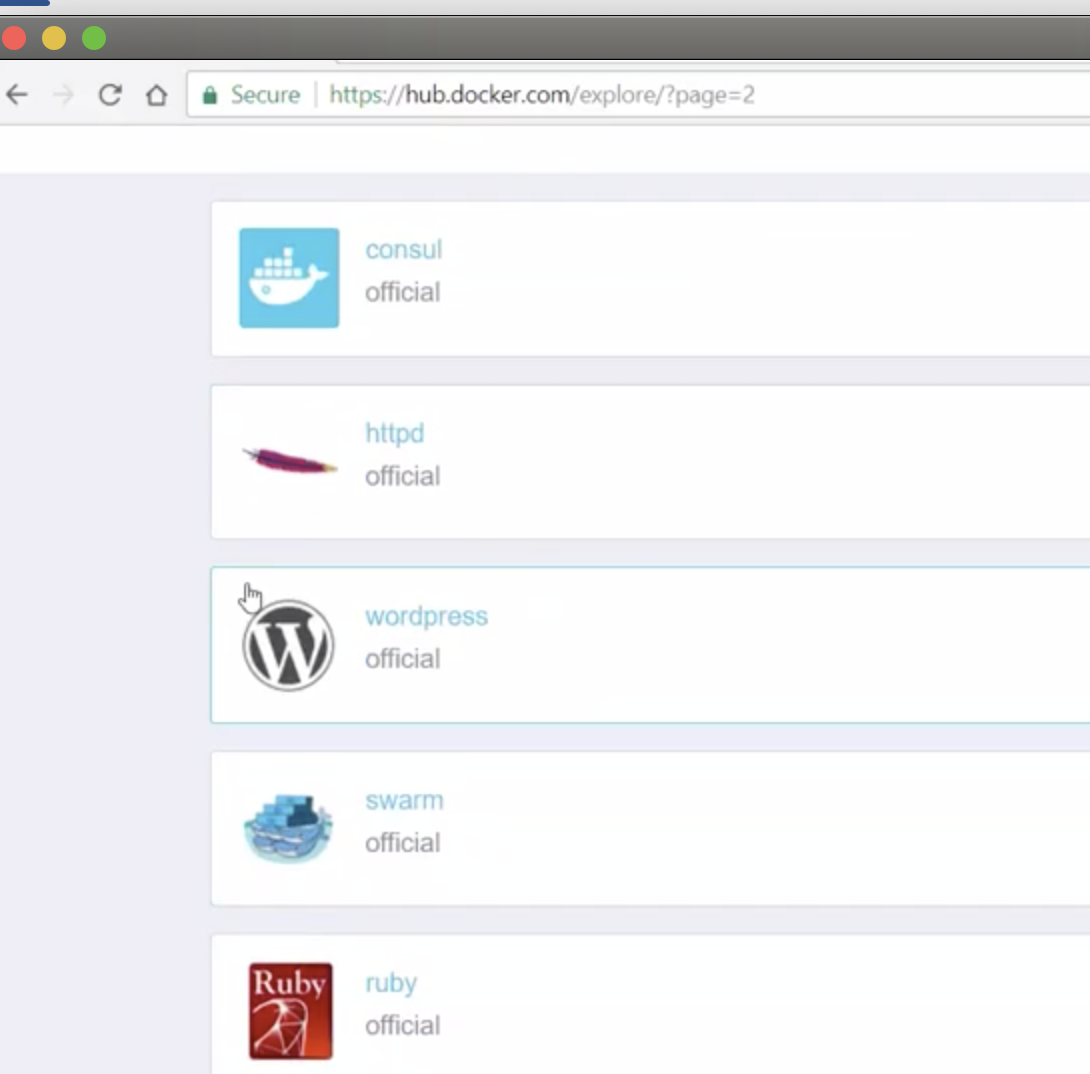 Secure | https://hub.docker.com/explore/?page=2
consul
official
httpd
official
wordpress
official
swarm
official
Ruby
ruby
official